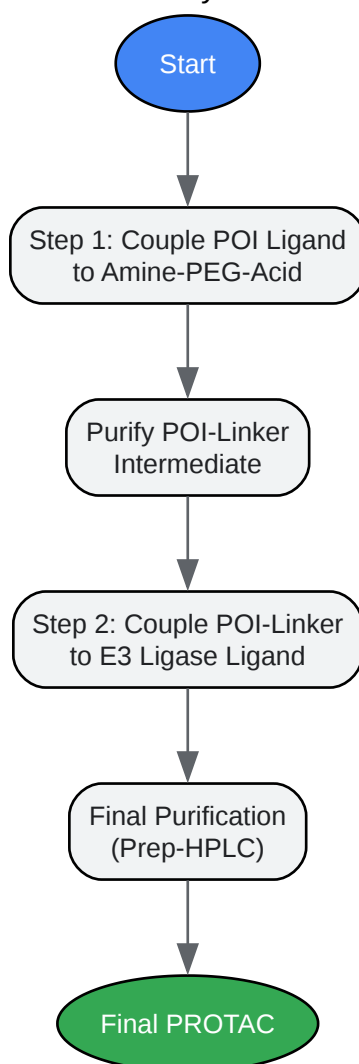 Start
Step 1: Couple POI Ligand
to Amine-PEG-Acid
Purify POI-Linker
Intermediate
Step 2: Couple POI-Linker
to E3 Ligase Ligand
Final Purification
(Prep-HPLC)
Final PROTAC